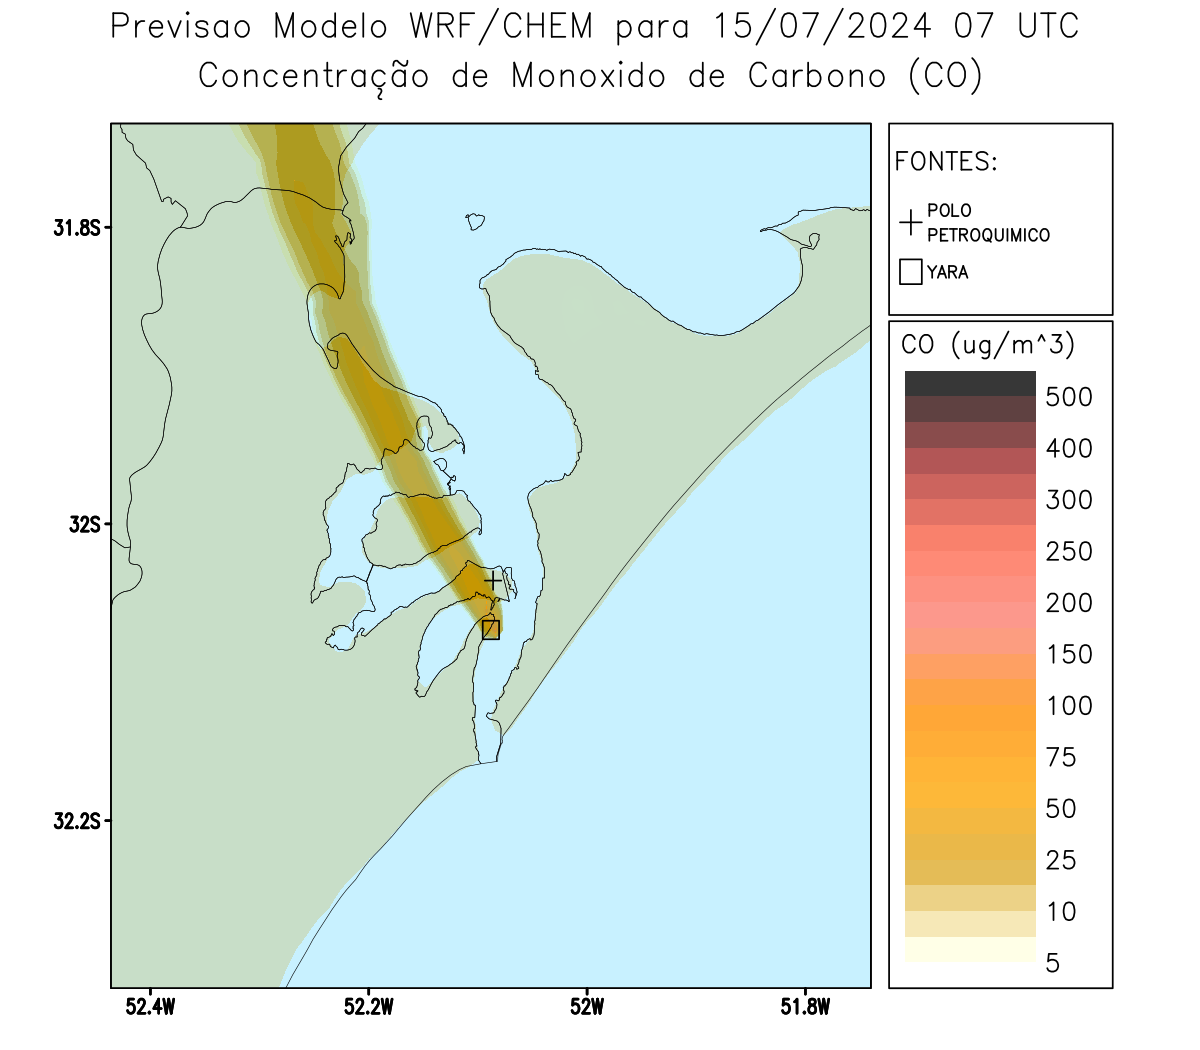 Previsao Modelo WRF/CHEM para 15/07/2024 07 UTC
Concentração de Monoxido de Carbono (CO)
FONTES:
POLO
PETROQUIMICO
YARA
CO (ug/m^3)
500
400
300
250
200
150
100
75
50
25
10
5
31.8S
32S
32.2S
52.4W
52.2W
52W
51.8W